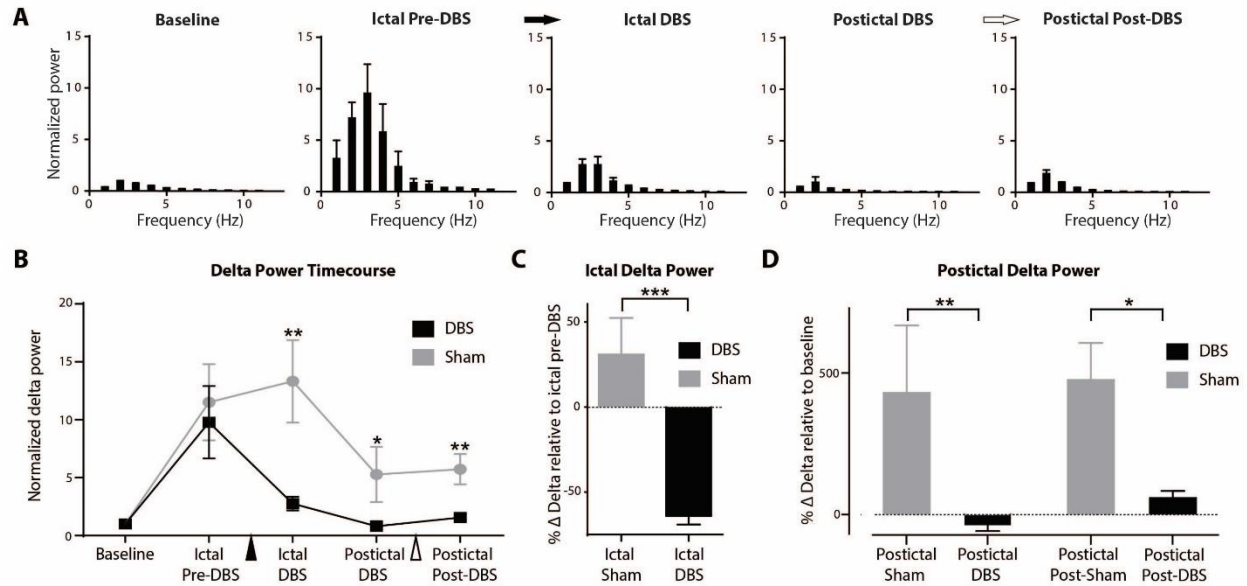 A
Baseline
Ictal Pre-DBS
Ictal DBS
Postictal DBS
Postictal Post-DBS
Normalized power
15
10
5
0
0
5
10
Frequency (Hz)
15
10
5
0
0
5
10
Frequency (Hz)
15
10
5
0
0
5
10
Frequency (Hz)
15
10
5
0
0
5
10
Frequency (Hz)
15
10
5
0
0
5
10
Frequency (Hz)
B
Delta Power Timecourse
Normalized delta power
20
15
10
5
0
DBS
Sham
**
*
**
Baseline
Ictal
Pre-DBS
Ictal
DBS
Postictal
DBS
Postictal
Post-DBS
C
Ictal Delta Power
% Δ Delta relative to ictal pre-DBS
50
0
-50
***
DBS
Sham
Ictal
Sham
Ictal
DBS
D
Postictal Delta Power
% Δ Delta relative to baseline
500
0
**
*
DBS
Sham
Postictal
Sham
Postictal
DBS
Postictal
Post-Sham
Postictal
Post-DBS